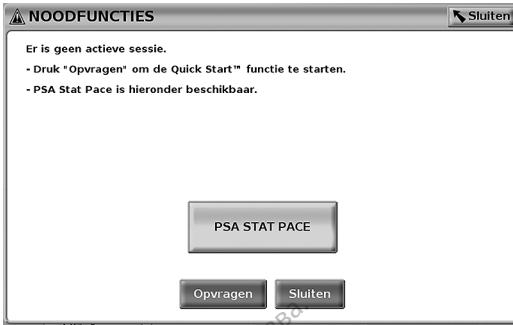 NOODFUNCTIES
Sluiten
Er is geen actieve sessie.
- Druk "Opvragen" om de Quick Start™ functie te starten.
- PSA Stat Pace is hieronder beschikbaar.
PSA STAT PACE
Opvragen Sluiten